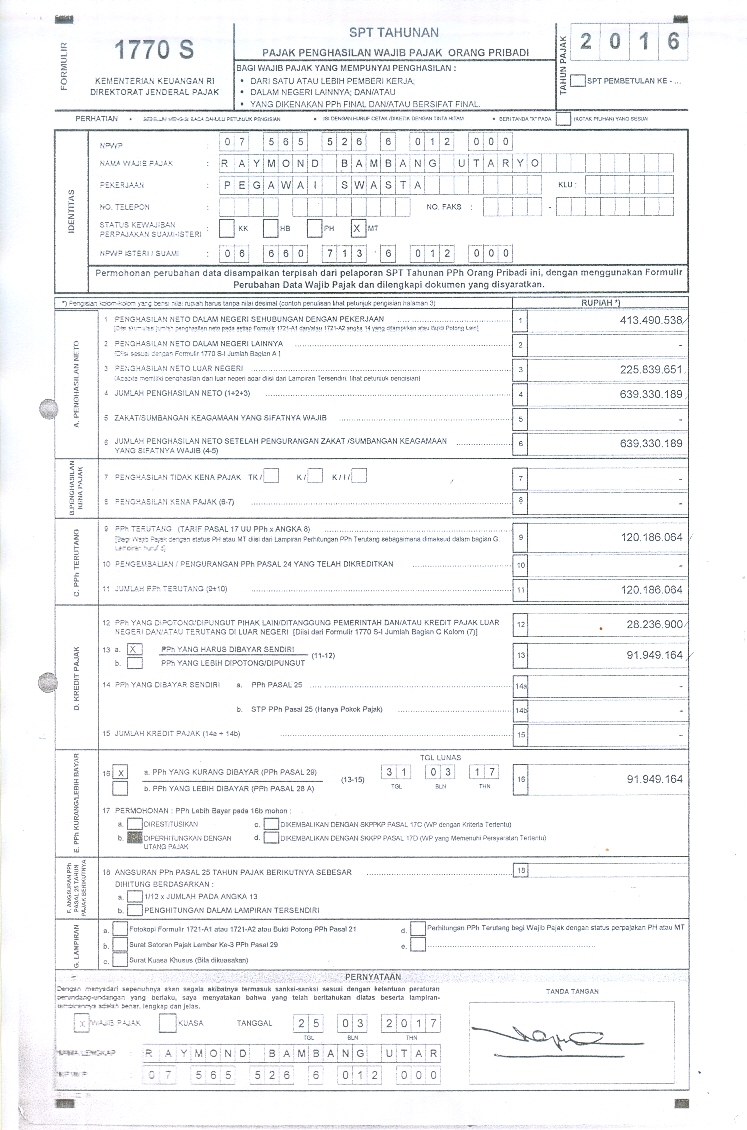 FORMULIR
1770 S
KEMENTERIAN KEUANGAN RI
DIREKTORAT JENDERAL PAJAK
SPT TAHUNAN
PAJAK PENGHASILAN WAJIB PAJAK ORANG PRIBADI
BAGI WAJIB PAJAK YANG MEMPUNYAI PENGHASILAN :
• DARI SATU ATAU LEBIH PEMBERI KERJA;
• DALAM NEGERI LAINNYA; DAN/ATAU
• YANG DIKENAKAN PPH FINAL DAN/ATAU BERSIFAT FINAL.
TAHUN PAJAK
2 0 1 6
SPT PEMBETULAN KE - ...
PERHATIAN • SEBELUM MENGISI BACA DAHULU PETUNJUK PENGISIAN • ISI DENGAN HURUF CETAK /DIKETIK DENGAN TINTA HITAM • BERI TANDA "X" PADA (KOTAK PILIHAN) YANG SESUAI
IDENTITAS
NPWP : 07 565 526 6 012 000
NAMA WAJIB PAJAK : RAYMOND BAMBANG UTARYO
PEKERJAAN : PEGAWAI SWASTA KLU :
NO. TELEPON : NO. FAKS : -
STATUS KEWAJIBAN PERPAJAKAN SUAMI-ISTERI : KK HB PH X MT
NPWP ISTERI / SUAMI : 06 660 713 6 012 000
Permohonan perubahan data disampaikan terpisah dari pelaporan SPT Tahunan PPh Orang Pribadi ini, dengan menggunakan Formulir
Perubahan Data Wajib Pajak dan dilengkapi dokumen yang disyaratkan.
*) Pengisian kolom-kolom yang berisi nilai rupiah harus tanpa nilai desimal (contoh penulisan lihat petunjuk pengisian halaman 3) RUPIAH *)
A. PENGHASILAN NETO
1 PENGHASILAN NETO DALAM NEGERI SEHUBUNGAN DENGAN PEKERJAAN 1 413.490.538
[Diisi akumulasi jumlah penghasilan neto pada setiap Formulir 1721-A1 dan/atau 1721-A2 angka 14 yang dilampirkan atau Bukti Potong Lain]
2 PENGHASILAN NETO DALAM NEGERI LAINNYA 2 -
[Diisi sesuai dengan Formulir 1770 S-I Jumlah Bagian A ]
3 PENGHASILAN NETO LUAR NEGERI 3 225.839.651
[Apabila memiliki penghasilan dari luar negeri agar diisi dari Lampiran Tersendiri, lihat petunjuk pengisian]
4 JUMLAH PENGHASILAN NETO (1+2+3) 4 639.330.189
5 ZAKAT/SUMBANGAN KEAGAMAAN YANG SIFATNYA WAJIB 5 -
6 JUMLAH PENGHASILAN NETO SETELAH PENGURANGAN ZAKAT /SUMBANGAN KEAGAMAAN 6 639.330.189
YANG SIFATNYA WAJIB (4-5)
B.PENGHASILAN KENA PAJAK
7 PENGHASILAN TIDAK KENA PAJAK TK / K / K / I / 7 -
8 PENGHASILAN KENA PAJAK (6-7) 8 -
C. PPh TERUTANG
9 PPh TERUTANG (TARIF PASAL 17 UU PPh x ANGKA 8) 9 120.186.064
[Bagi Wajib Pajak dengan status PH atau MT diisi dari Lampiran Perhitungan PPh Terutang sebagaimana dimaksud dalam bagian G:
Lampiran huruf d]
10 PENGEMBALIAN / PENGURANGAN PPh PASAL 24 YANG TELAH DIKREDITKAN 10 -
11 JUMLAH PPh TERUTANG (9+10) 11 120.186.064
D. KREDIT PAJAK
12 PPH YANG DIPOTONG/DIPUNGUT PIHAK LAIN/DITANGGUNG PEMERINTAH DAN/ATAU KREDIT PAJAK LUAR 12 28.236.900
NEGERI DAN/ATAU TERUTANG DI LUAR NEGERI [Diisi dari Formulir 1770 S-I Jumlah Bagian C Kolom (7)]
13 a. X PPH YANG HARUS DIBAYAR SENDIRI (11-12) 13 91.949.164
b. PPH YANG LEBIH DIPOTONG/DIPUNGUT
14 PPH YANG DIBAYAR SENDIRI a. PPh PASAL 25 14a -
b. STP PPh Pasal 25 (Hanya Pokok Pajak) 14b -
15 JUMLAH KREDIT PAJAK (14a + 14b) 15 -
E. PPh KURANG/LEBIH BAYAR
TGL LUNAS
16 X a. PPH YANG KURANG DIBAYAR (PPH PASAL 29) (13-15) 31 03 17 16 91.949.164
b. PPH YANG LEBIH DIBAYAR (PPH PASAL 28 A) TGL BLN THN
17 PERMOHONAN : PPh Lebih Bayar pada 16b mohon :
a. DIRESTITUSIKAN c. DIKEMBALIKAN DENGAN SKPPKP PASAL 17C (WP dengan Kriteria Tertentu)
b. DIPERHITUNGKAN DENGAN UTANG PAJAK d. DIKEMBALIKAN DENGAN SKPPKP PASAL 17D (WP yang Memenuhi Persyaratan Tertentu)
F. ANGSURAN PPh PASAL 25 TAHUN PAJAK BERIKUTNYA
18 ANGSURAN PPh PASAL 25 TAHUN PAJAK BERIKUTNYA SEBESAR 18
DIHITUNG BERDASARKAN :
a. 1/12 x JUMLAH PADA ANGKA 13
b. PENGHITUNGAN DALAM LAMPIRAN TERSENDIRI
G. LAMPIRAN
a. Fotokopi Formulir 1721-A1 atau 1721-A2 atau Bukti Potong PPh Pasal 21 d. Perhitungan PPh Terutang bagi Wajib Pajak dengan status perpajakan PH atau MT
b. Surat Setoran Pajak Lembar Ke-3 PPh Pasal 29 e.
c. Surat Kuasa Khusus (Bila dikuasakan)
PERNYATAAN
Dengan menyadari sepenuhnya akan segala akibatnya termasuk sanksi-sanksi sesuai dengan ketentuan peraturan
perundang-undangan yang berlaku, saya menyatakan bahwa yang telah beritahukan diatas beserta lampiran-
lampirannya adalah benar, lengkap dan jelas.
TANDA TANGAN
X WAJIB PAJAK KUASA TANGGAL 25 03 2017
TGL BLN THN
NAMA LENGKAP : RAYMOND BAMBANG UTAR
NPWP : 07 565 526 6 012 000